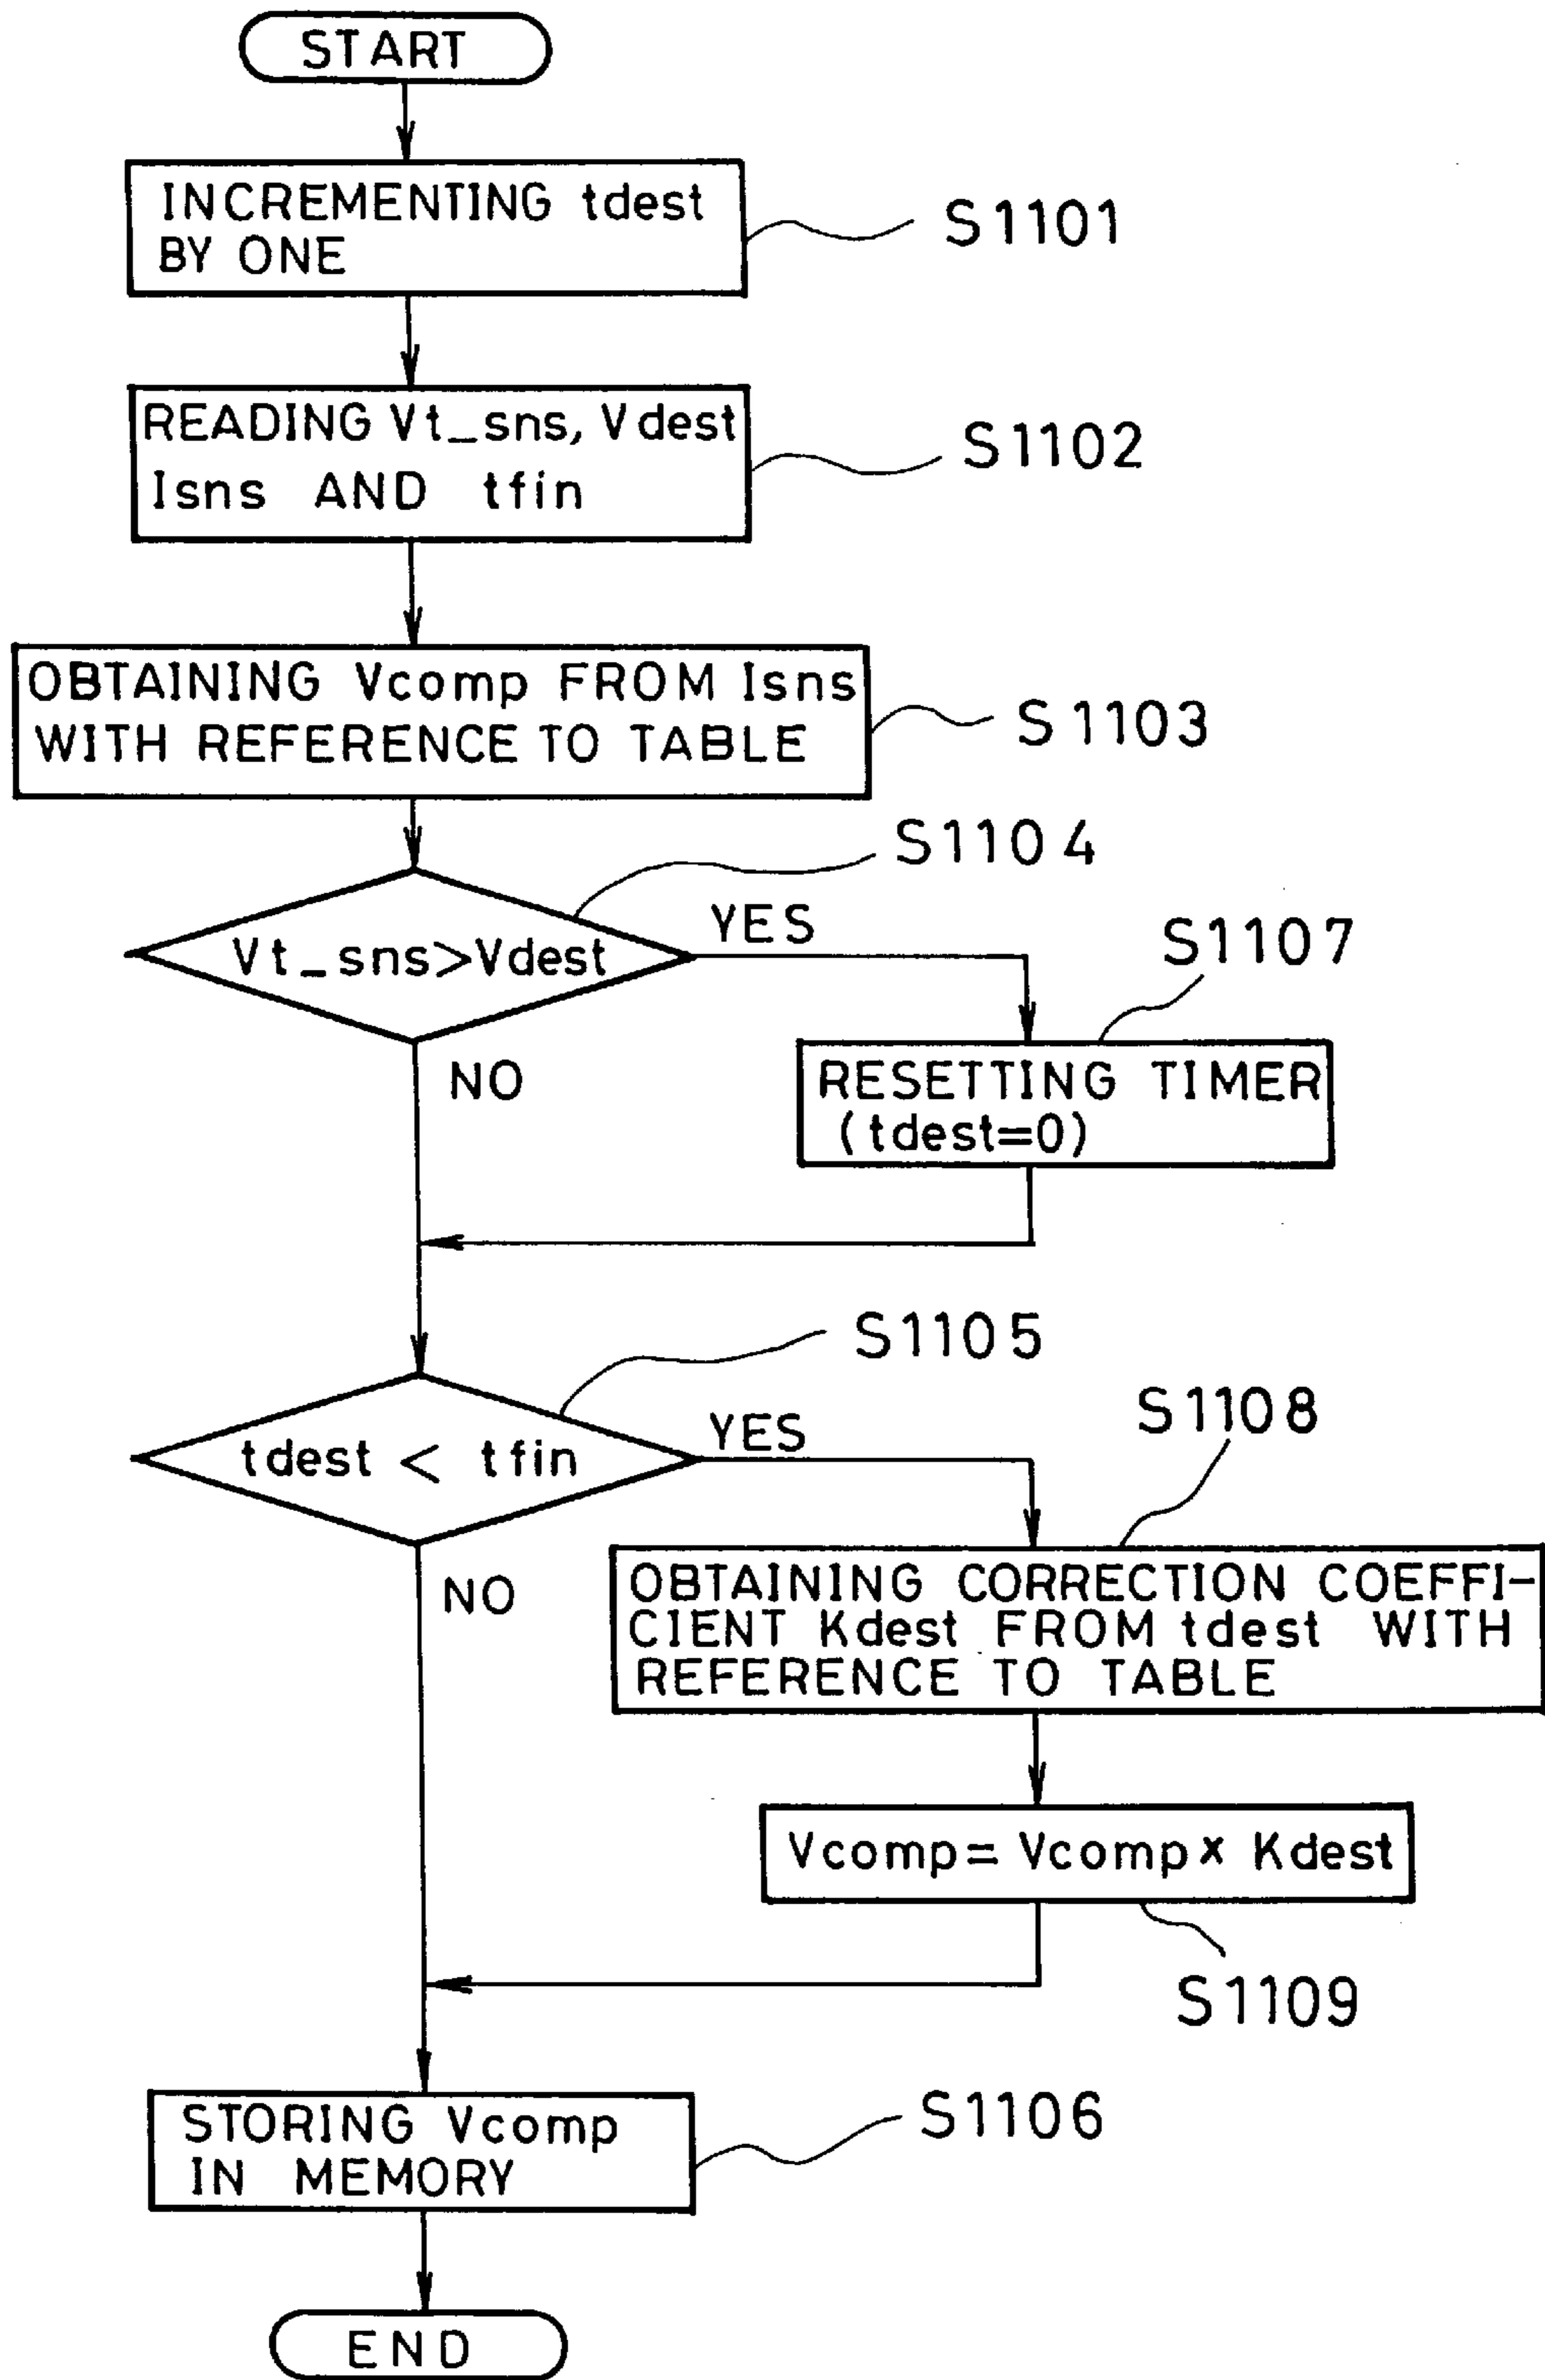 START
INCREMENTING tdest
BY ONE
S1101
READING Vt_sns, Vdest
Isns AND tfin
S1102
OBTAINING Vcomp FROM Isns
WITH REFERENCE TO TABLE
S1103
S1104
Vt_sns>Vdest
YES
NO
S1107
RESETTING TIMER
(tdest=0)
S1105
tdest < tfin
YES
NO
S1108
OBTAINING CORRECTION COEFFI-
CIENT Kdest FROM tdest WITH
REFERENCE TO TABLE
Vcomp= Vcomp x Kdest
S1109
STORING Vcomp
IN MEMORY
S1106
END